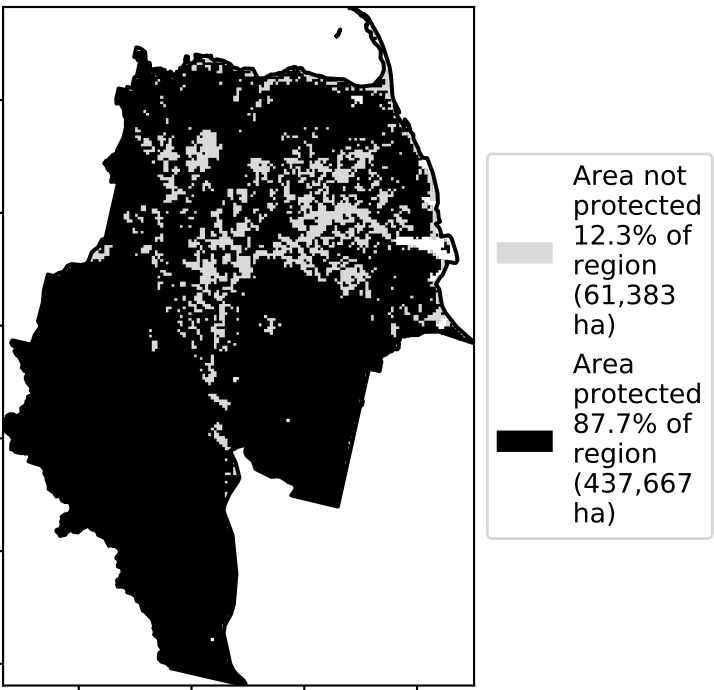 Area not
protected
12.3% of
region
(61,383
ha)
Area
protected
87.7% of
region
(437,667
ha)